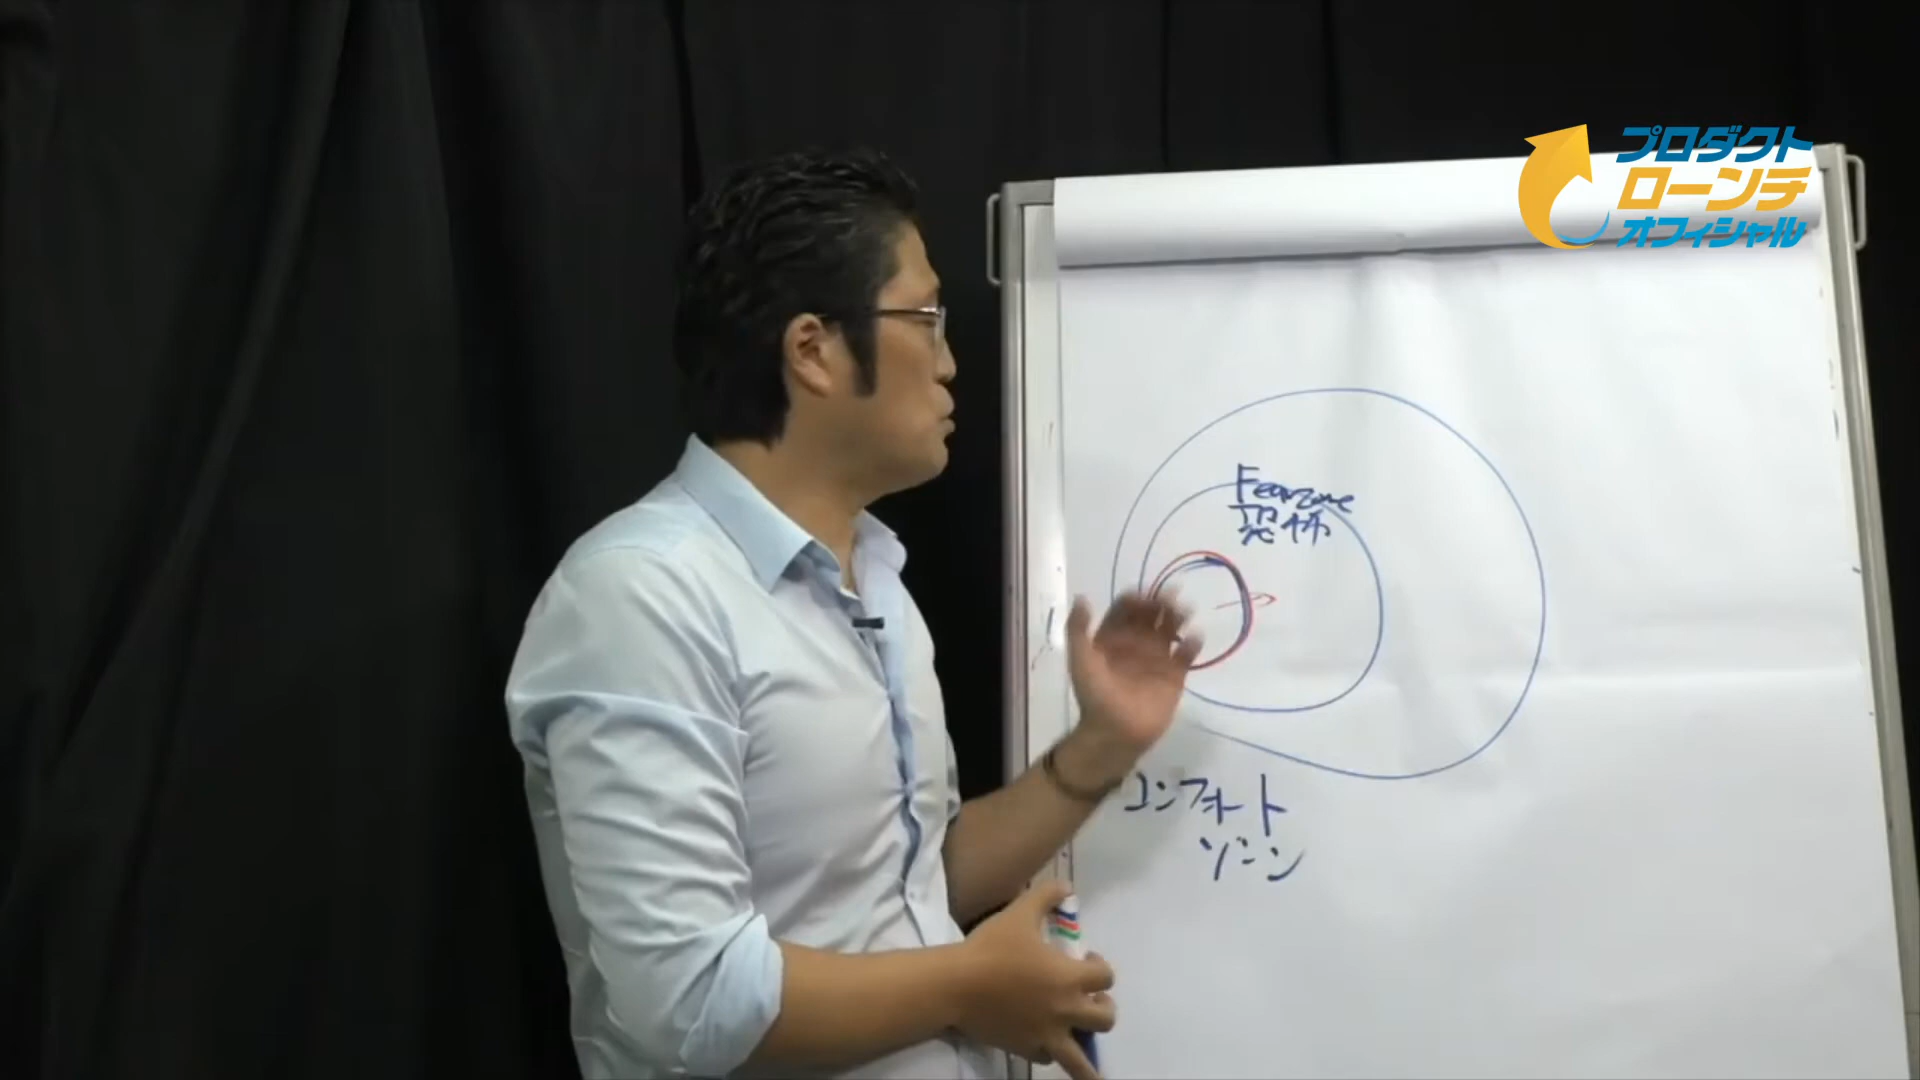 プロダクト
ローンチ
オフィシャル
Fearzone
恐怖
コンフォート
ゾーン